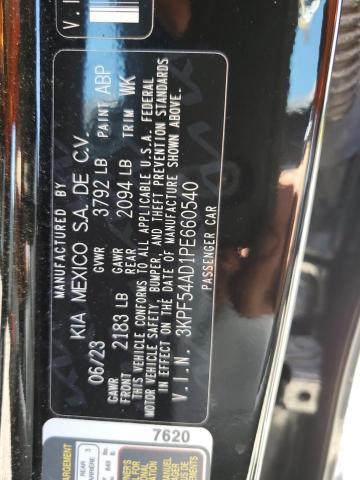 MANUFACTURED BY
KIA MEXICO S.A. DE C.V.
06/23 GVWR 3792 LB PAINT ABP
GAWR FRONT 2183 LB GAWR REAR 2094 LB TRIM WK
THIS VEHICLE CONFORMS TO ALL APPLICABLE U.S.A. FEDERAL
MOTOR VEHICLE SAFETY, BUMPER, AND THEFT PREVENTION STANDARDS
IN EFFECT ON THE DATE OF MANUFACTURE SHOWN ABOVE.
V.I.N. 3KPF54AD1PE660540
PASSENGER CAR
V.I
7620
REAR 3